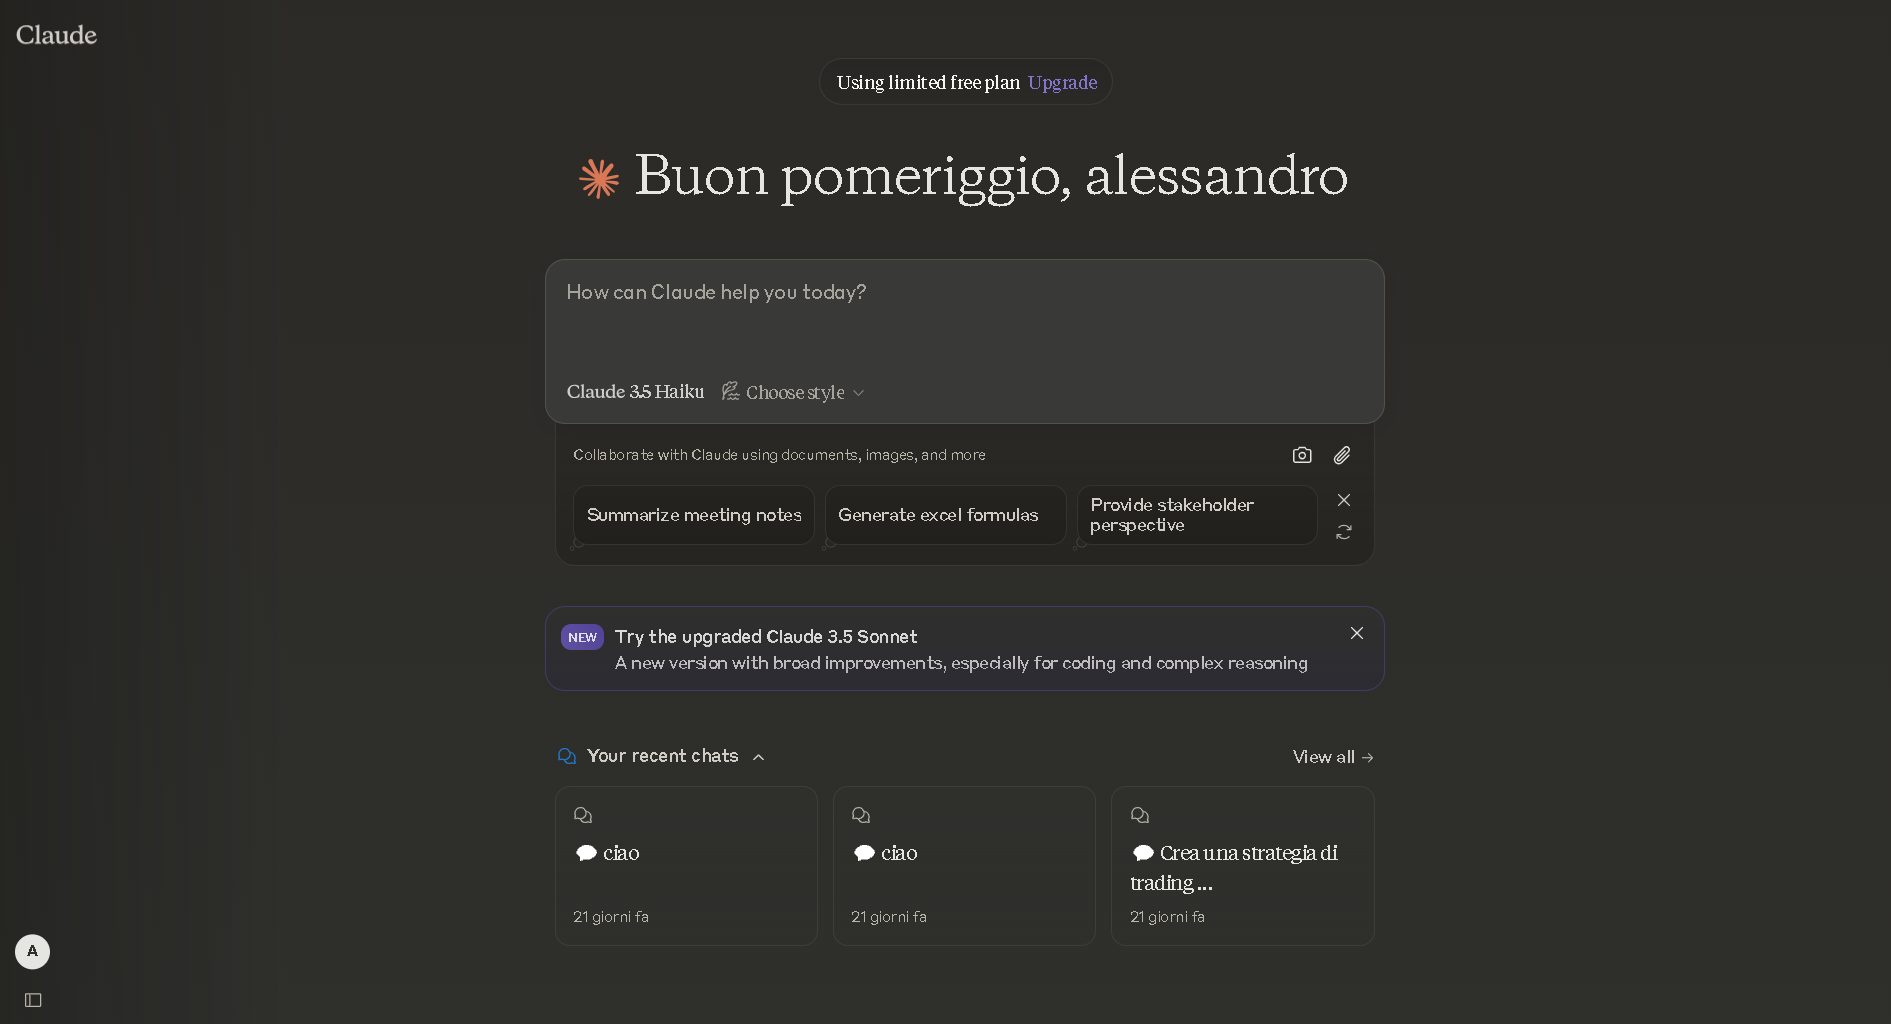 Claude
Using limited free plan Upgrade
Buon pomeriggio, alessandro
How can Claude help you today?
Claude 3.5 Haiku Choose style
Collaborate with Claude using documents, images, and more
Summarize meeting notes
Generate excel formulas
Provide stakeholder
perspective
NEW Try the upgraded Claude 3.5 Sonnet
A new version with broad improvements, especially for coding and complex reasoning
Your recent chats
View all →
ciao
21 giorni fa
ciao
21 giorni fa
Crea una strategia di
trading ...
21 giorni fa
A